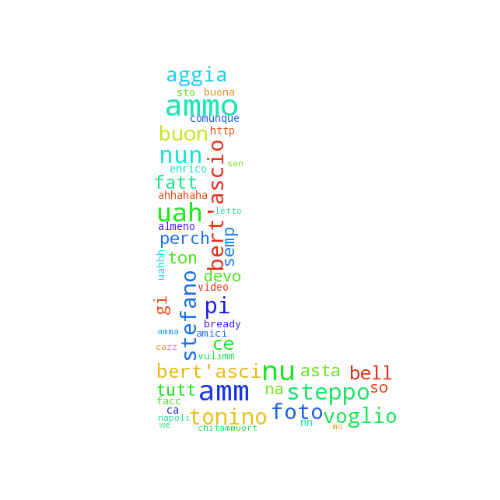 aggia
sto buona
ammo
comunque
buon http
nun
san
enrico
fatt
ahhahaha
bert'ascio
uah letto
almeno
perch semp
ton
uahhh
devo
stefano
video
gi
pi
bready
amma amici
cazz ce
vulimm
bert'asci nu asta bell
tutt amm na steppo so
facc
ca tonino foto voglio
napoli
we chitammuort nn mo